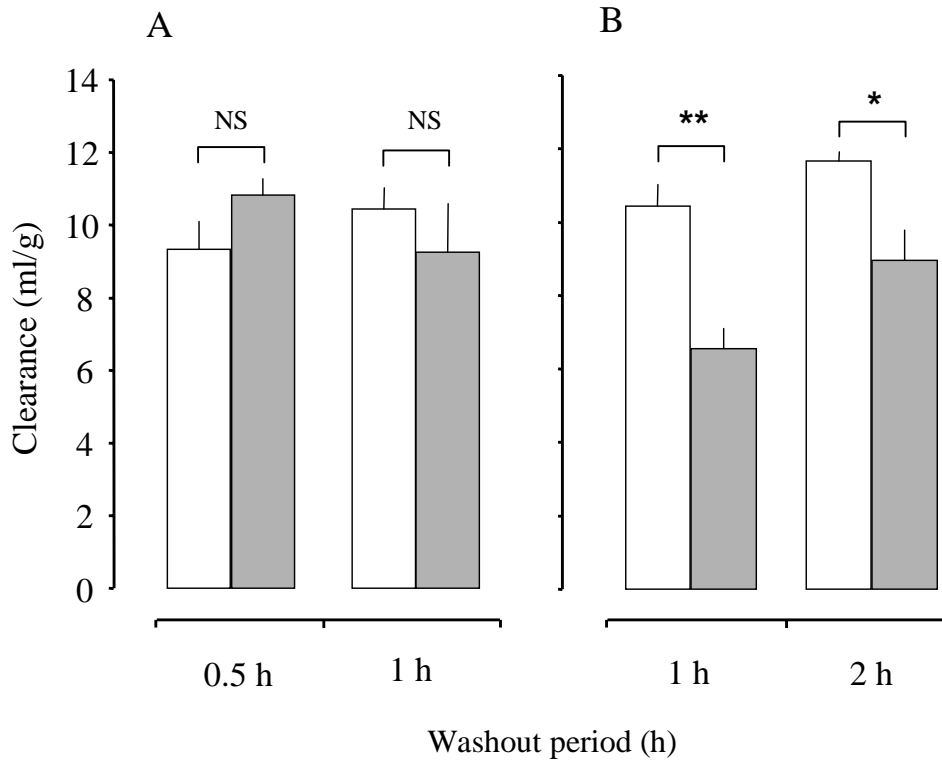 A
B
NS
NS
**
*
Clearance (ml/g)
14
12
10
8
6
4
2
0
0.5 h
1 h
1 h
2 h
Washout period (h)